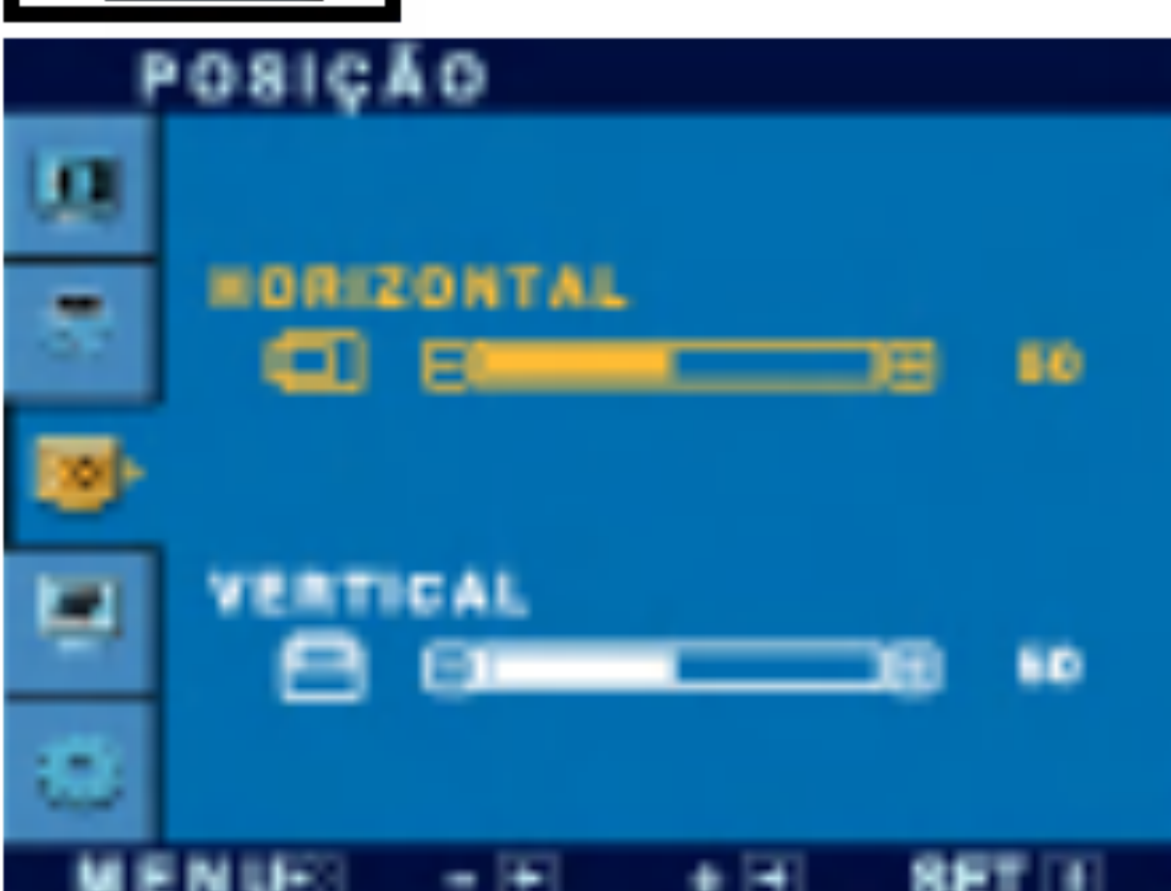 POSIÇÃO
HORIZONTAL
50
VERTICAL
50
MENU - + SET